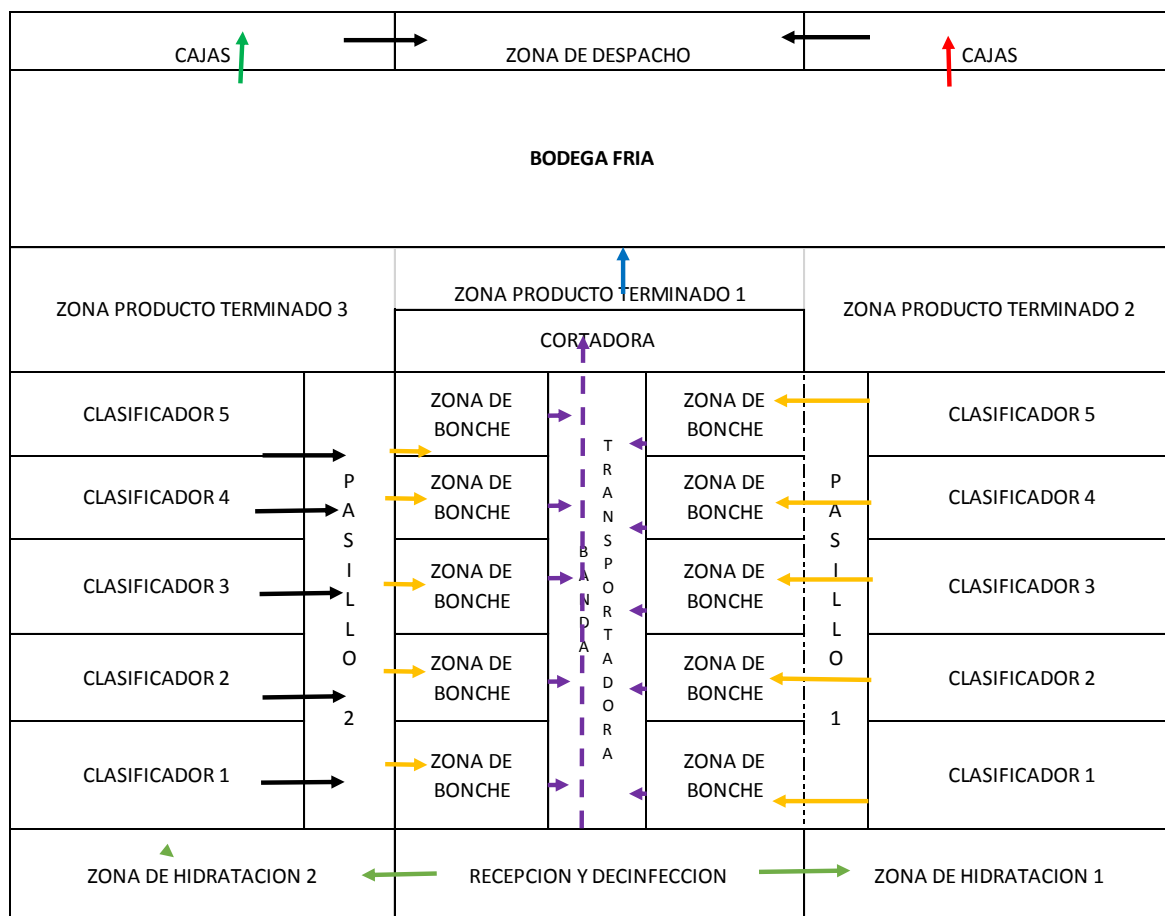 CAJAS
ZONA DE DESPACHO
CAJAS
BODEGA FRIA
ZONA PRODUCTO TERMINADO 3
ZONA PRODUCTO TERMINADO 1
ZONA PRODUCTO TERMINADO 2
CORTADORA
CLASIFICADOR 5
ZONA DE
BONCHE
ZONA DE
BONCHE
CLASIFICADOR 5
CLASIFICADOR 4
ZONA DE
BONCHE
ZONA DE
BONCHE
CLASIFICADOR 4
CLASIFICADOR 3
ZONA DE
BONCHE
ZONA DE
BONCHE
CLASIFICADOR 3
CLASIFICADOR 2
ZONA DE
BONCHE
ZONA DE
BONCHE
CLASIFICADOR 2
CLASIFICADOR 1
ZONA DE
BONCHE
ZONA DE
BONCHE
CLASIFICADOR 1
PASILLO 2
BANDA
TRANSPORTADORA
PASILLO 1
ZONA DE HIDRATACION 2
RECEPCION Y DECINFECCION
ZONA DE HIDRATACION 1